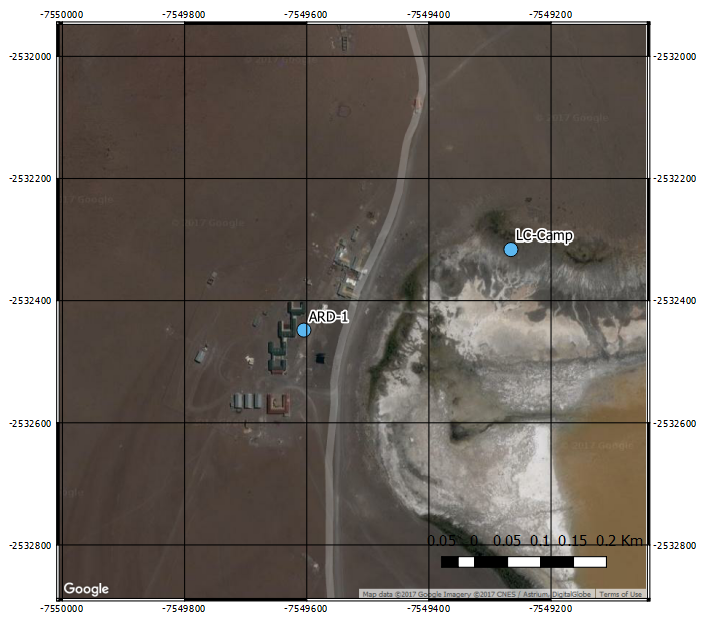 -7550000 -7549800 -7549600 -7549400 -7549200
-2532000 -2532000
-2532200 -2532200
LC-Camp
-2532400 -2532400
ARD-1
-2532600 -2532600
-2532800 -2532800
0.05 0. 0.05 0.1 0.15 0.2 Km
Google
Map data ©2017 Google Imagery ©2017 CNES / Astrium, DigitalGlobe Terms of Use
-7550000 -7549800 -7549600 -7549400 -7549200